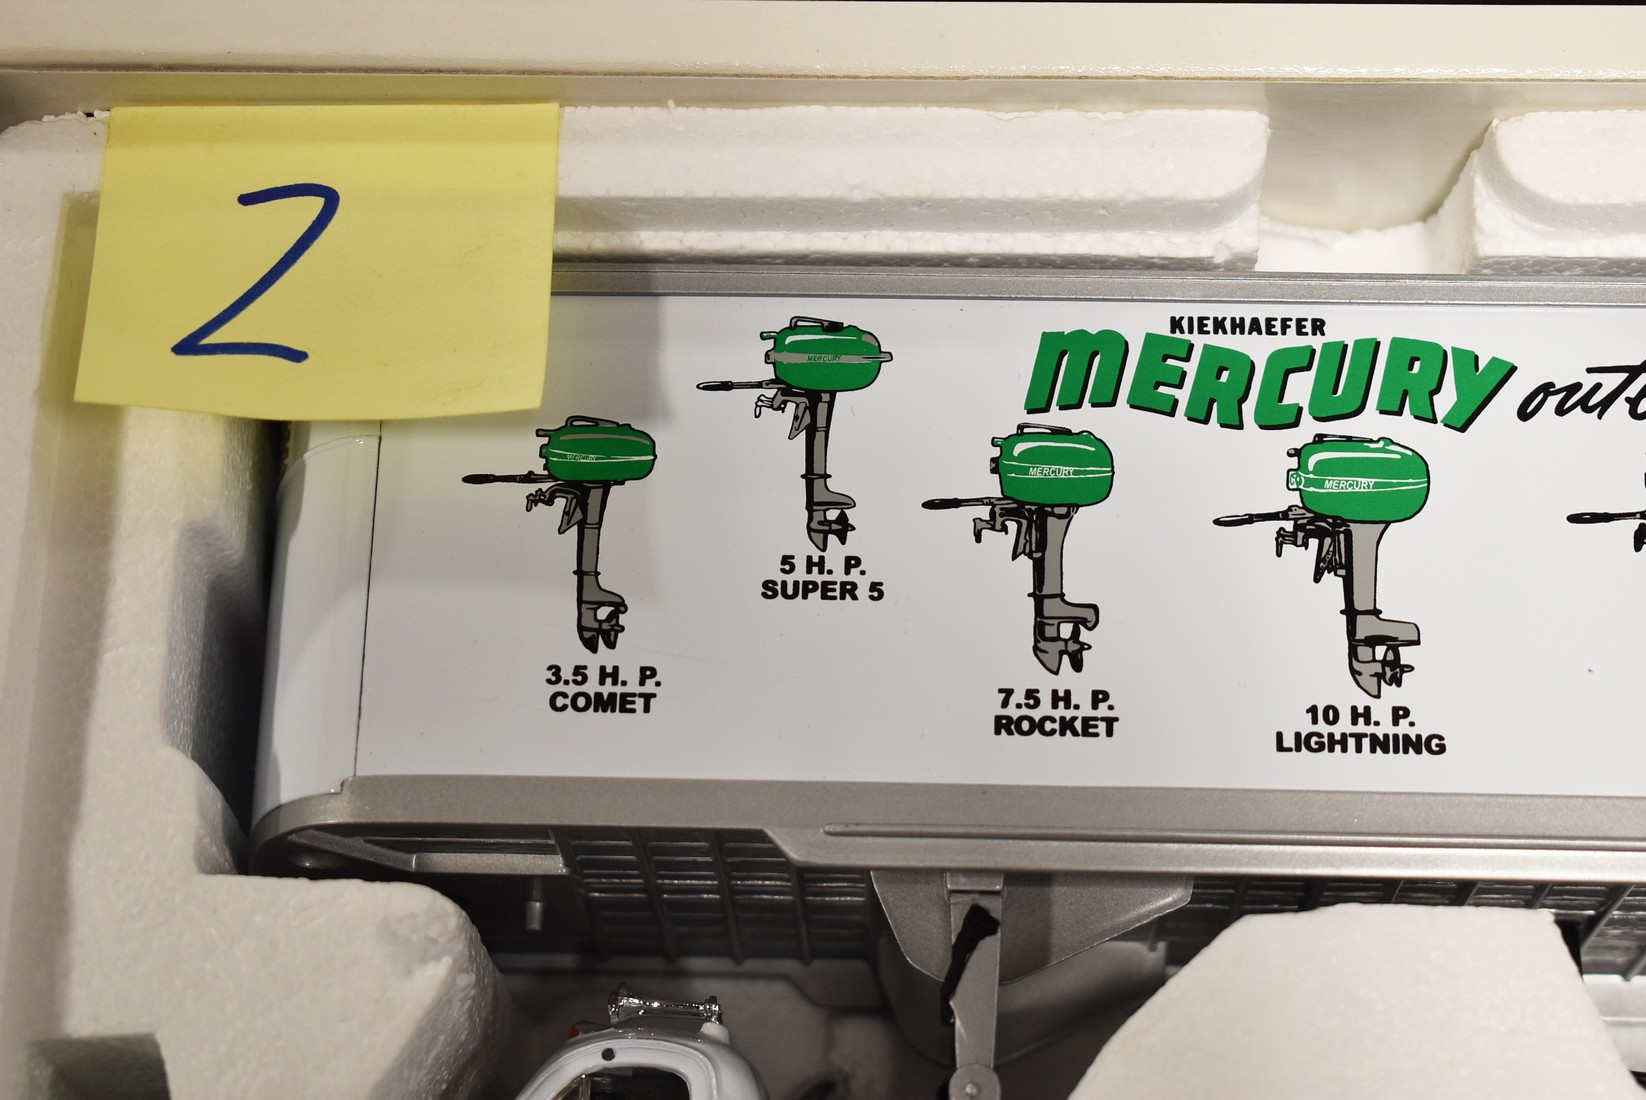 2
KIEKHAEFER
MERCURY
MERCURY
MERCURY
MERCURY
MERCURY
5 H. P.
SUPER 5
3.5 H. P.
COMET
7.5 H. P.
ROCKET
10 H. P.
LIGHTNING